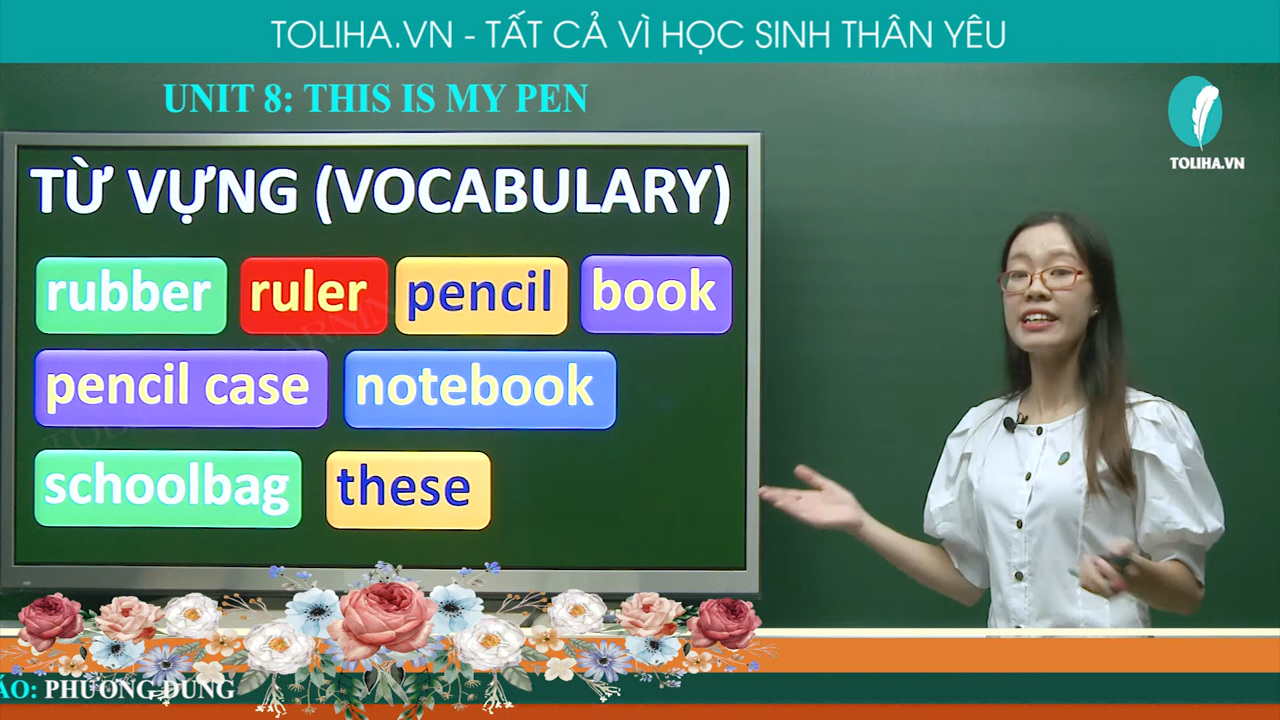 TOLIHA.VN - TẤT CẢ VÌ HỌC SINH THÂN YÊU
UNIT 8: THIS IS MY PEN
TOLIHA.VN
TỪ VỰNG (VOCABULARY)
rubber ruler pencil book
pencil case notebook
schoolbag these
ÁO: PHƯƠNG DUNG